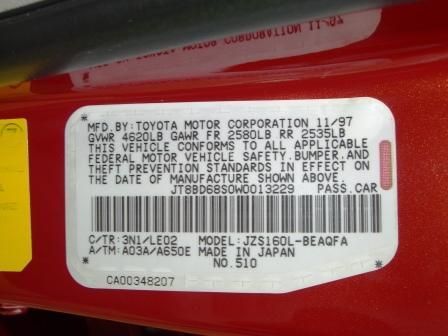 MFD.BY:TOYOTA MOTOR CORPORATION 11/97
GVWR 4620LB GAWR FR 2580LB RR 2535LB
THIS VEHICLE CONFORMS TO ALL APPLICABLE
FEDERAL MOTOR VEHICLE SAFETY,BUMPER,AND
THEFT PREVENTION STANDARDS IN EFFECT ON
THE DATE OF MANUFACTURE SHOWN ABOVE.
JT8BD68S0W0013229 PASS.CAR
C/TR:3N1/LE02 MODEL:JZS160L-BEAQFA
A/TM:A03A/A650E MADE IN JAPAN
NO.510
CA00348207